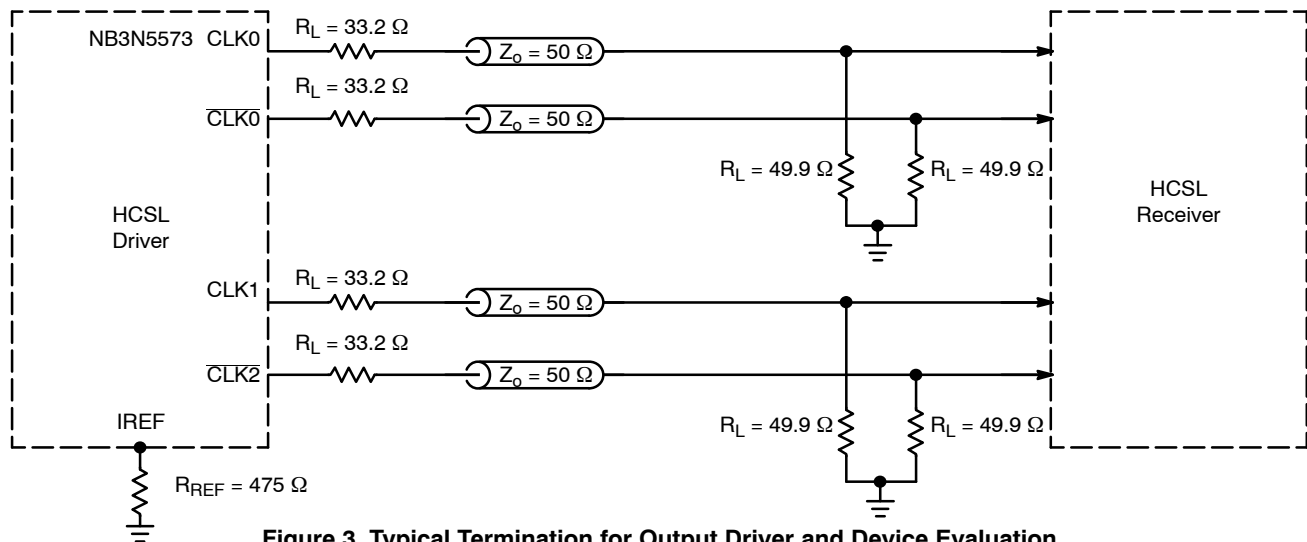 R_L = 33.2 Ω
NB3N5573 CLK0
Z_o = 50 Ω
R_L = 33.2 Ω
C̅L̅K̅0̅
Z_o = 50 Ω
R_L = 49.9 Ω
R_L = 49.9 Ω
HCSL
Driver
HCSL
Receiver
R_L = 33.2 Ω
CLK1
Z_o = 50 Ω
R_L = 33.2 Ω
C̅L̅K̅2̅
Z_o = 50 Ω
IREF
R_L = 49.9 Ω
R_L = 49.9 Ω
R_REF = 475 Ω
Figure 3. Typical Termination for Output Driver and Device Evaluation